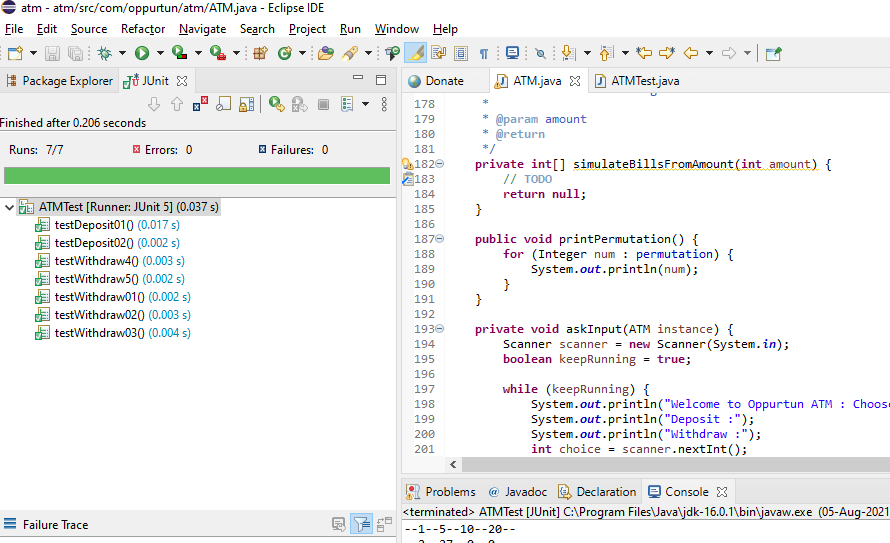 atm - atm/src/com/oppurtun/atm/ATM.java - Eclipse IDE
File Edit Source Refactor Navigate Search Project Run Window Help
Package Explorer JUnit
Finished after 0.206 seconds
Runs: 7/7 Errors: 0 Failures: 0
ATMTest [Runner: JUnit 5] (0.037 s)
testDeposit01() (0.017 s)
testDeposit02() (0.002 s)
testWithdraw4() (0.003 s)
testWithdraw5() (0.002 s)
testWithdraw01() (0.002 s)
testWithdraw02() (0.003 s)
testWithdraw03() (0.004 s)
Failure Trace
Donate ATM.java ATMTest.java
178 *
179 * @param amount
180 * @return
181 */
182 private int[] simulateBillsFromAmount(int amount) {
183 // TODO
184 return null;
185 }
186
187 public void printPermutation() {
188 for (Integer num : permutation) {
189 System.out.println(num);
190 }
191 }
192
193 private void askInput(ATM instance) {
194 Scanner scanner = new Scanner(System.in);
195 boolean keepRunning = true;
196
197 while (keepRunning) {
198 System.out.println("Welcome to Oppurtun ATM : Choose
199 System.out.println("Deposit :");
200 System.out.println("Withdraw :");
201 int choice = scanner.nextInt();
Problems @ Javadoc Declaration Console
<terminated> ATMTest [JUnit] C:\Program Files\Java\jdk-16.0.1\bin\javaw.exe (05-Aug-2021
--1--5--10--20--